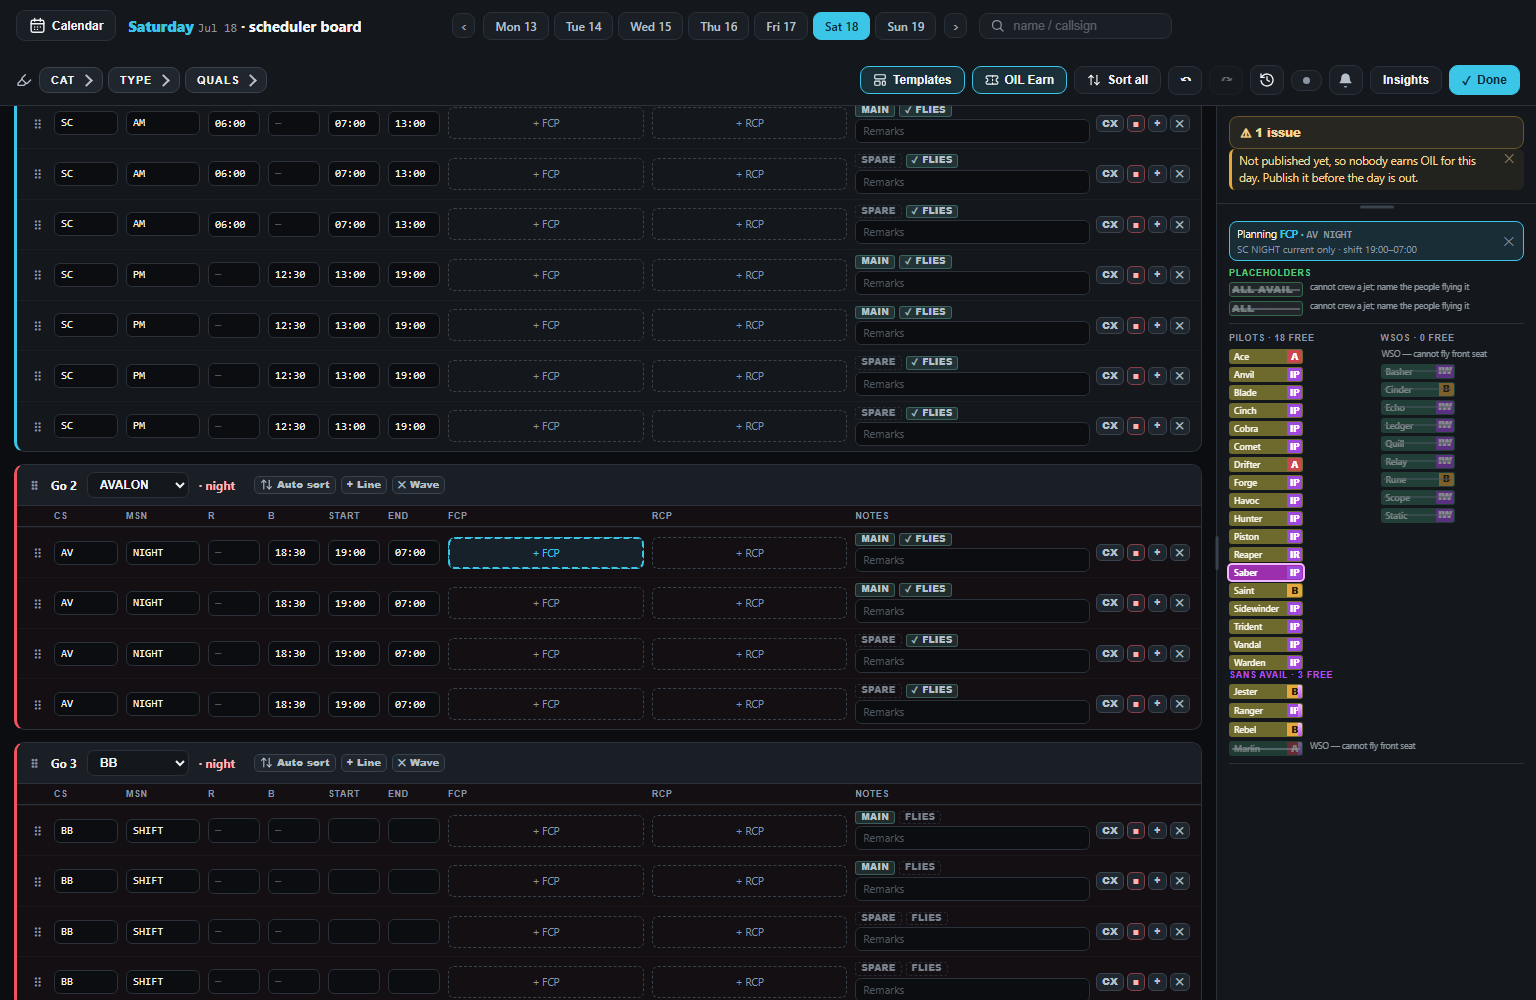 Calendar
Saturday Jul 18 · scheduler board
‹ Mon 13 Tue 14 Wed 15 Thu 16 Fri 17 Sat 18 Sun 19 ›
name / callsign
CAT TYPE QUALS
Templates OIL Earn Sort all Insights ✓ Done
SC AM 06:00 – 07:00 13:00 + FCP + RCP MAIN ✓ FLIES Remarks CX ■ + ✕
SC AM 06:00 – 07:00 13:00 + FCP + RCP SPARE ✓ FLIES Remarks CX ■ + ✕
SC AM 06:00 – 07:00 13:00 + FCP + RCP SPARE ✓ FLIES Remarks CX ■ + ✕
SC PM – 12:30 13:00 19:00 + FCP + RCP MAIN ✓ FLIES Remarks CX ■ + ✕
SC PM – 12:30 13:00 19:00 + FCP + RCP MAIN ✓ FLIES Remarks CX ■ + ✕
SC PM – 12:30 13:00 19:00 + FCP + RCP SPARE ✓ FLIES Remarks CX ■ + ✕
SC PM – 12:30 13:00 19:00 + FCP + RCP SPARE ✓ FLIES Remarks CX ■ + ✕
Go 2 AVALON · night Auto sort + Line ✕ Wave
CS MSN R B START END FCP RCP NOTES
AV NIGHT – 18:30 19:00 07:00 + FCP + RCP MAIN ✓ FLIES Remarks CX ■ + ✕
AV NIGHT – 18:30 19:00 07:00 + FCP + RCP MAIN ✓ FLIES Remarks CX ■ + ✕
AV NIGHT – 18:30 19:00 07:00 + FCP + RCP SPARE ✓ FLIES Remarks CX ■ + ✕
AV NIGHT – 18:30 19:00 07:00 + FCP + RCP SPARE ✓ FLIES Remarks CX ■ + ✕
Go 3 BB · night Auto sort + Line ✕ Wave
CS MSN R B START END FCP RCP NOTES
BB SHIFT – – + FCP + RCP MAIN FLIES Remarks CX ■ + ✕
BB SHIFT – – + FCP + RCP MAIN FLIES Remarks CX ■ + ✕
BB SHIFT – – + FCP + RCP SPARE FLIES Remarks CX ■ + ✕
BB SHIFT – – + FCP + RCP SPARE FLIES Remarks CX ■ + ✕
⚠ 1 issue
Not published yet, so nobody earns OIL for this
day. Publish it before the day is out.
Planning FCP · AV NIGHT
SC NIGHT current only · shift 19:00–07:00
PLACEHOLDERS
ALL AVAIL cannot crew a jet; name the people flying it
ALL cannot crew a jet; name the people flying it
PILOTS · 18 FREE
Ace A
Anvil IP
Blade IP
Cinch IP
Cobra IP
Comet IP
Drifter A
Forge IP
Havoc IP
Hunter IP
Piston IP
Reaper IR
Saber IP
Saint B
Sidewinder IP
Trident IP
Vandal IP
Warden IP
WSOS · 0 FREE
WSO — cannot fly front seat
Basher IW
Cinder B
Echo IW
Ledger IW
Quill IW
Relay IW
Rune B
Scope IW
Static IW
SANS AVAIL · 3 FREE
Jester B
Ranger IP
Rebel B
Marlin A WSO — cannot fly front seat